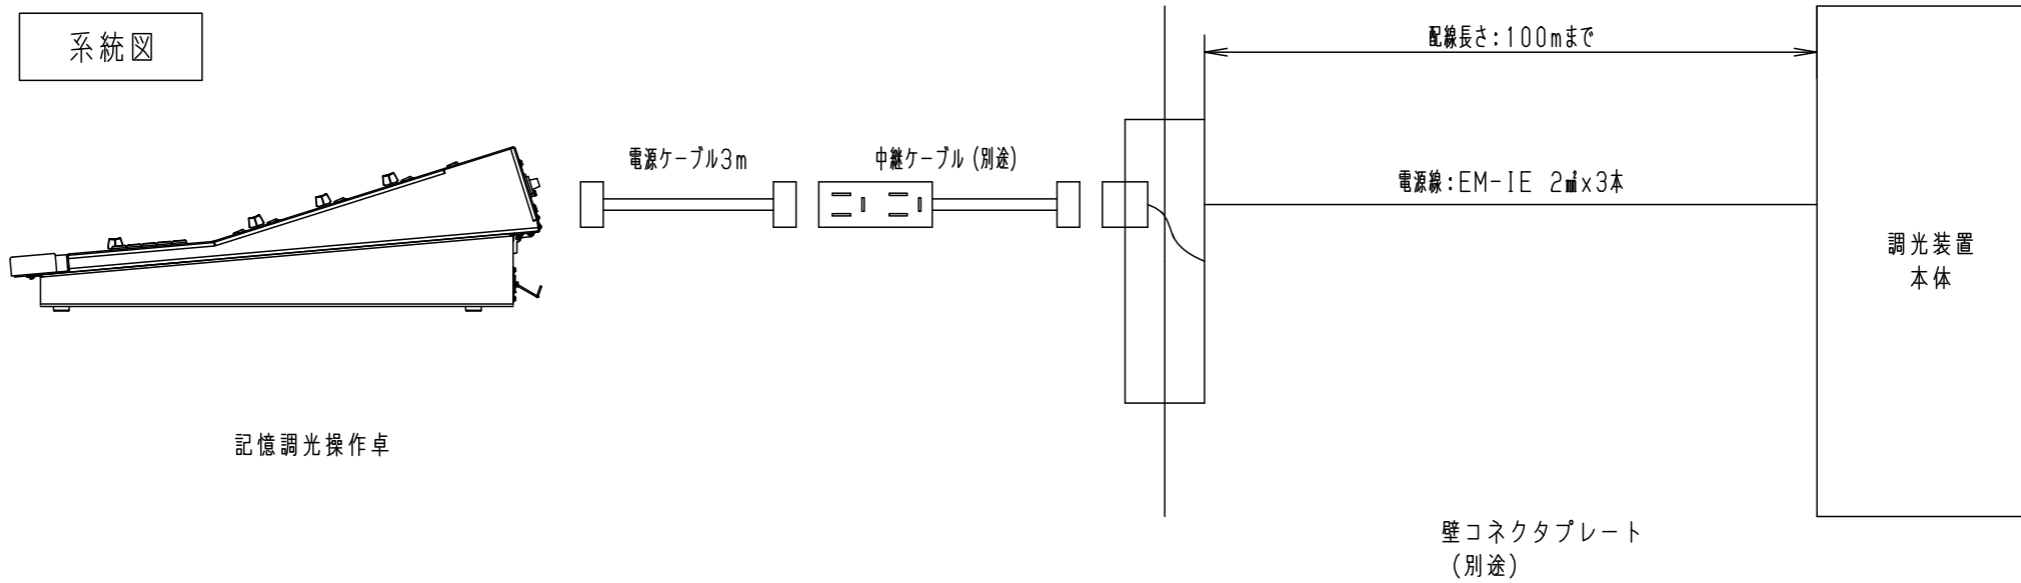 系統図
配線長さ:100mまで
電源ケーブル3m
中継ケーブル(別途)
電源線:EM-IE 2㎟x3本
調光装置
本体
記憶調光操作卓
壁コネクタプレート
(別途)